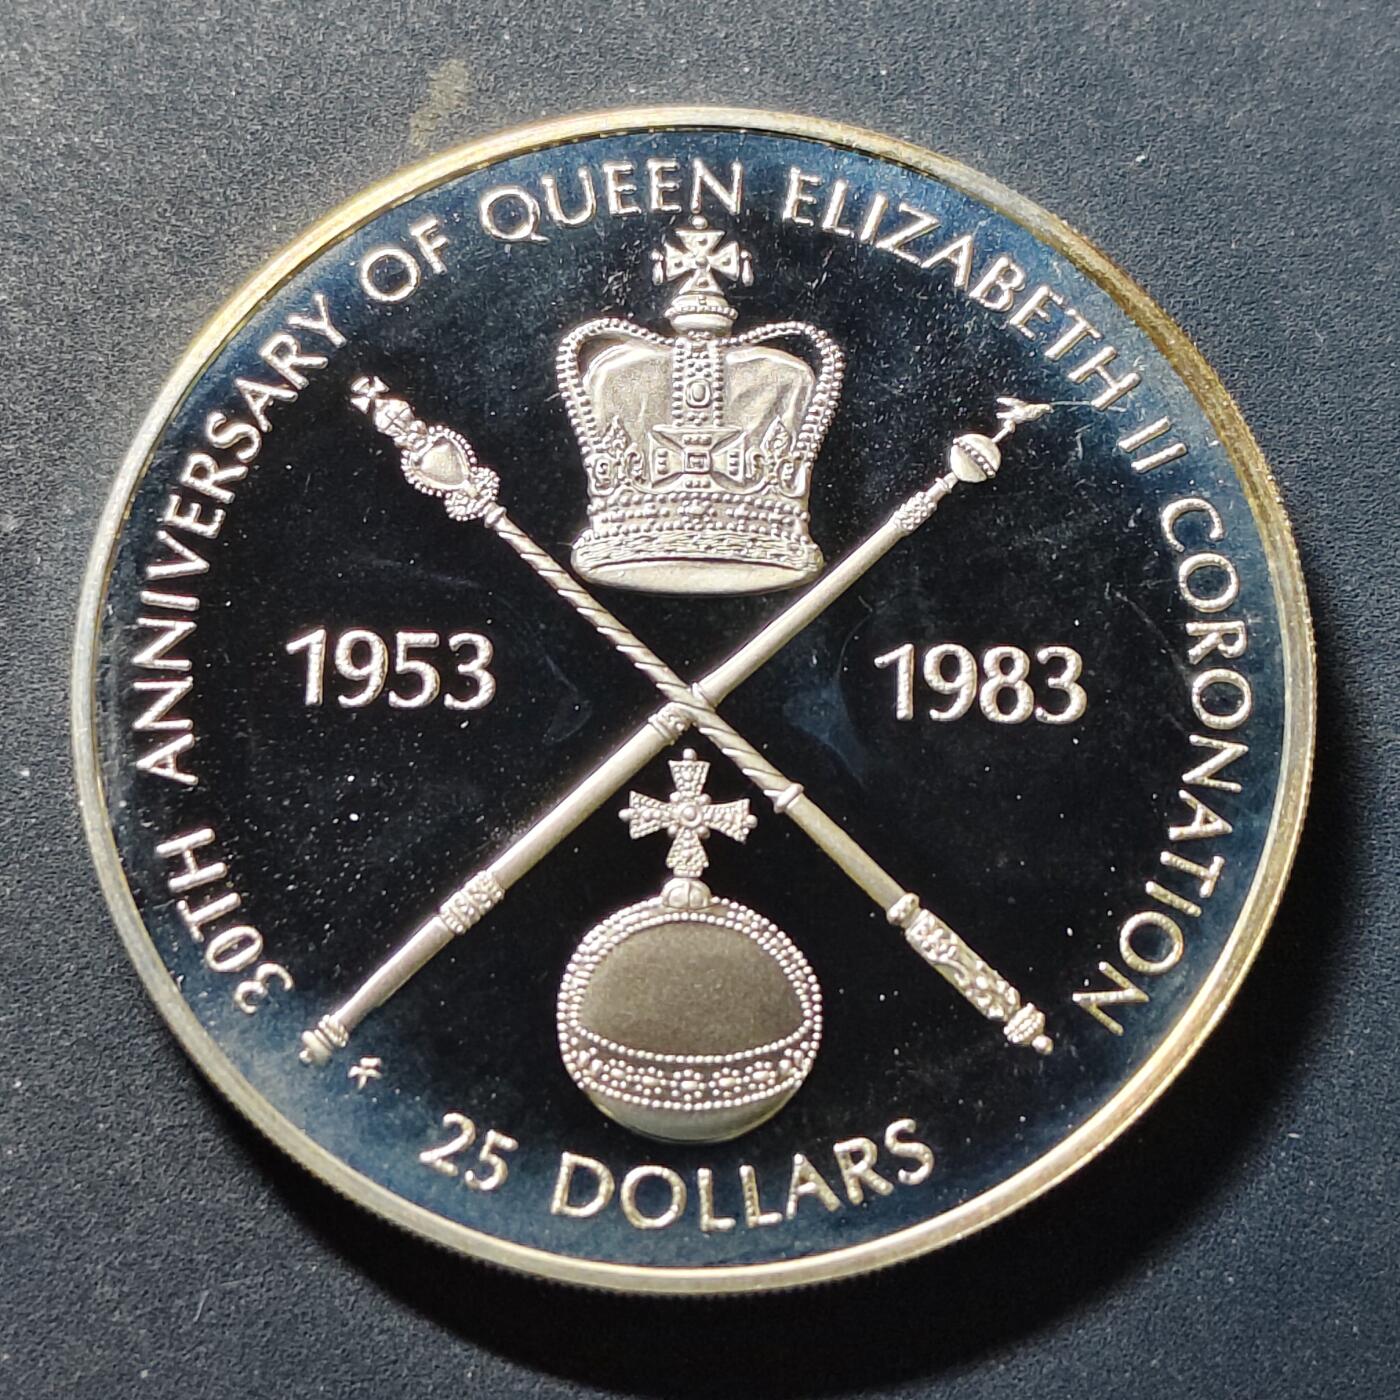 30TH ANNIVERSARY OF QUEEN ELIZABETH II CORONATION
1953
1983
25 DOLLARS